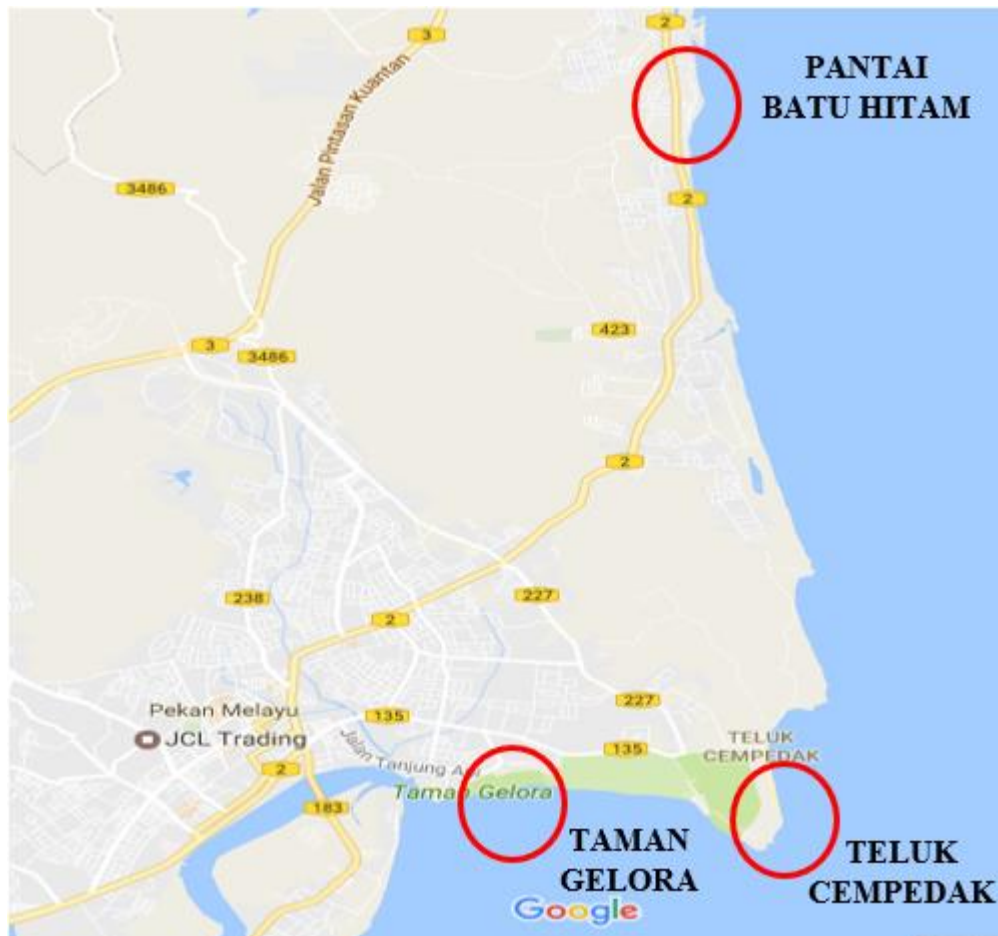 2
3
PANTAI
BATU HITAM
Jalan Pintasan Kuantan
3486
2
423
3
3486
2
227
238
2
227
Pekan Melayu
135
JCL Trading
Jalan Tanjung Api
135
TELUK
CEMPEDAK
2
Taman Gelora
183
TAMAN
GELORA
TELUK
CEMPEDAK
Google